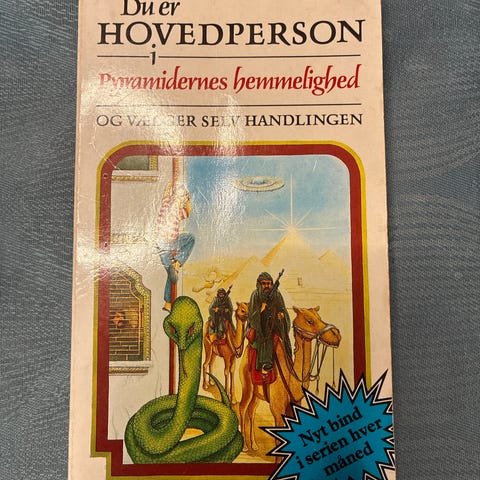 Du er
HOVEDPERSON
i
Pyramidernes hemmelighed
OG VÆLGER SELV HANDLINGEN
Nyt bind
i serien hver
måned